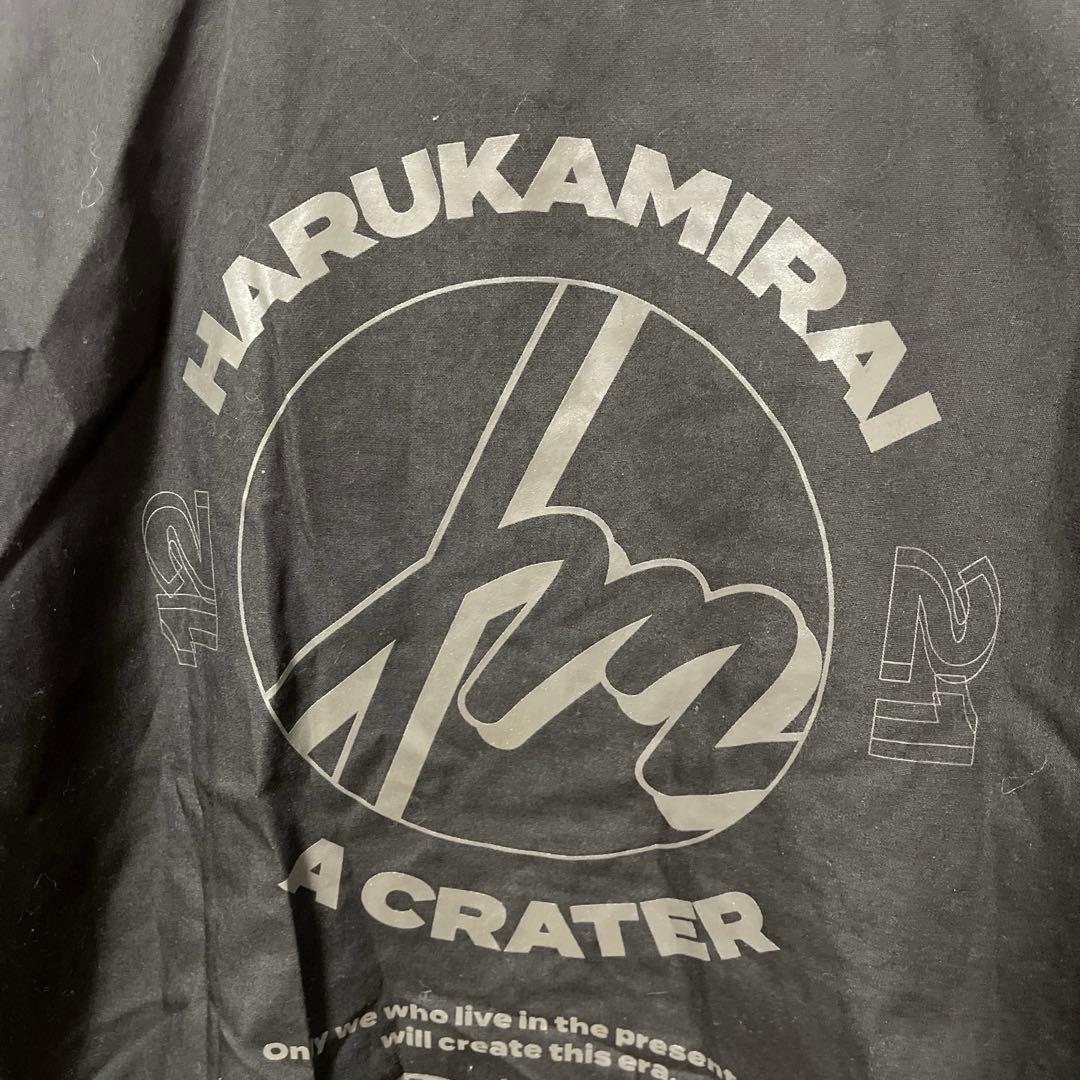 HARUKAMIRAI
12
21
A CRATER
Only we who live in the present
will create this era.